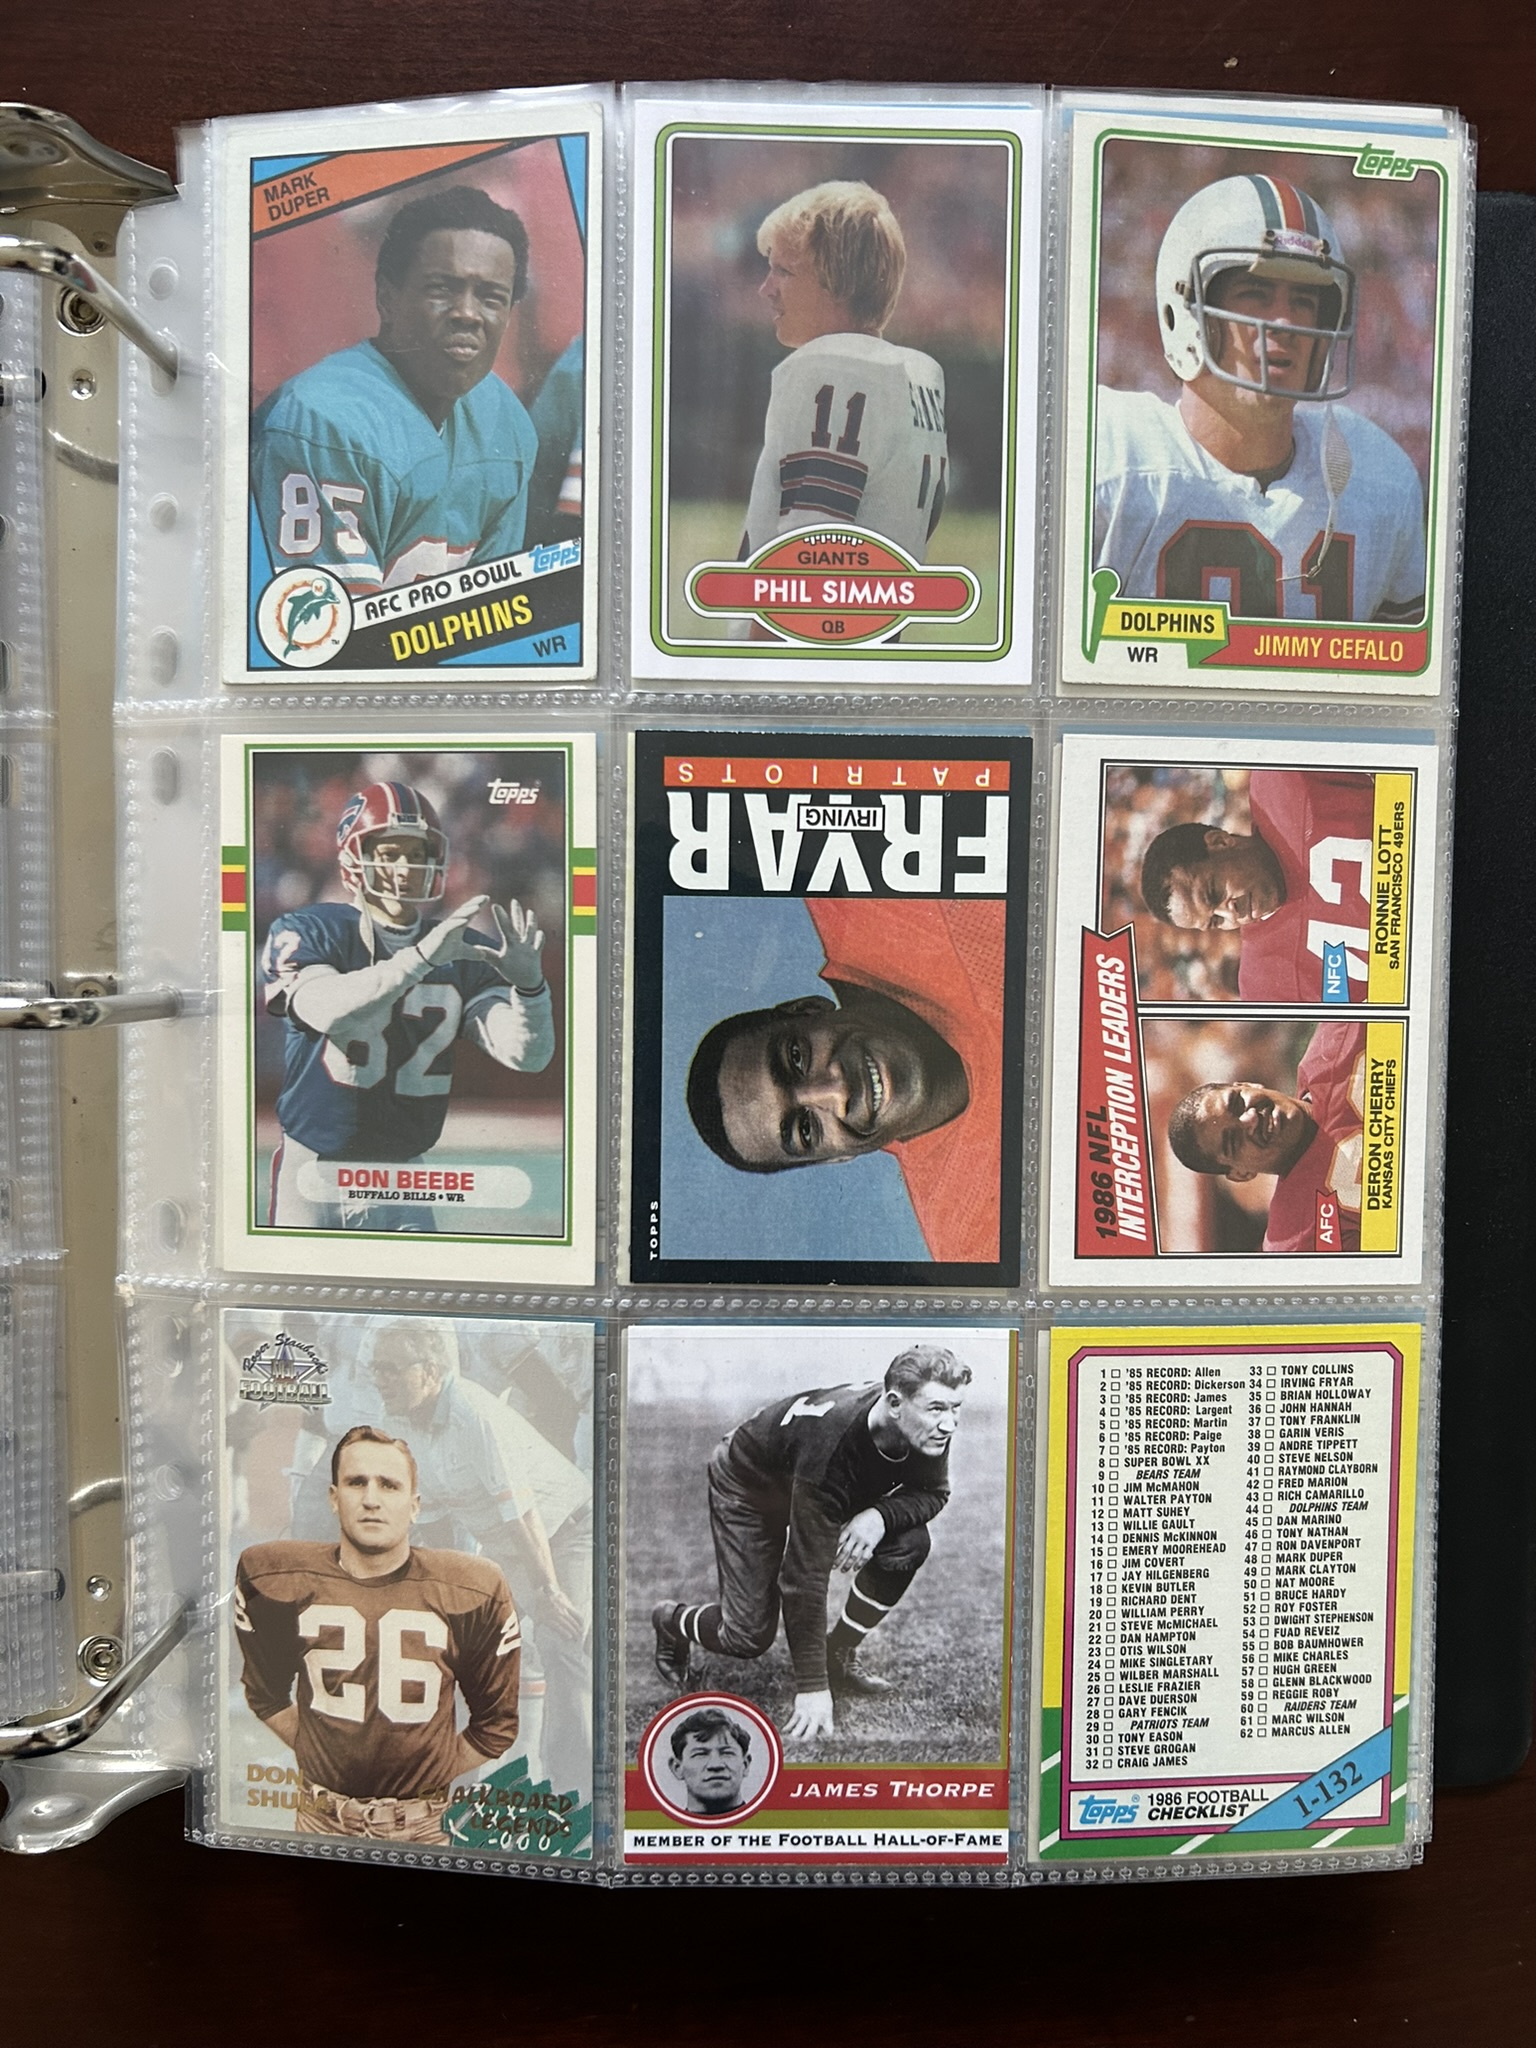 MARK
DUPER
85
AFC PRO BOWL
topps
DOLPHINS
WR
11
SIMMS
GIANTS
PHIL SIMMS
QB
topps
Riddell
81
DOLPHINS
WR
JIMMY CEFALO
topps
82
82
DON BEEBE
BUFFALO BILLS • WR
PATRIOTS
IRVING
FRYAR
TOPPS
1986 NFL
INTERCEPTION LEADERS
42
NFC
RONNIE LOTT
SAN FRANCISCO 49ERS
AFC
DERON CHERRY
KANSAS CITY CHIEFS
Roger Staubach's
NFL
FOOTBALL
26
26
DON
SHULA
CHALKBOARD
LEGENDS
1
JAMES THORPE
MEMBER OF THE FOOTBALL HALL-OF-FAME
1 '85 RECORD: Allen
2 '85 RECORD: Dickerson
3 '85 RECORD: James
4 '85 RECORD: Largent
5 '85 RECORD: Martin
6 '85 RECORD: Paige
7 '85 RECORD: Payton
8 SUPER BOWL XX
9 BEARS TEAM
10 JIM McMAHON
11 WALTER PAYTON
12 MATT SUHEY
13 WILLIE GAULT
14 DENNIS McKINNON
15 EMERY MOOREHEAD
16 JIM COVERT
17 JAY HILGENBERG
18 KEVIN BUTLER
19 RICHARD DENT
20 WILLIAM PERRY
21 STEVE McMICHAEL
22 DAN HAMPTON
23 OTIS WILSON
24 MIKE SINGLETARY
25 WILBER MARSHALL
26 LESLIE FRAZIER
27 DAVE DUERSON
28 GARY FENCIK
29 PATRIOTS TEAM
30 TONY EASON
31 STEVE GROGAN
32 CRAIG JAMES
33 TONY COLLINS
34 IRVING FRYAR
35 BRIAN HOLLOWAY
36 JOHN HANNAH
37 TONY FRANKLIN
38 GARIN VERIS
39 ANDRE TIPPETT
40 STEVE NELSON
41 RAYMOND CLAYBORN
42 FRED MARION
43 RICH CAMARILLO
44 DOLPHINS TEAM
45 DAN MARINO
46 TONY NATHAN
47 RON DAVENPORT
48 MARK DUPER
49 MARK CLAYTON
50 NAT MOORE
51 BRUCE HARDY
52 ROY FOSTER
53 DWIGHT STEPHENSON
54 FUAD REVEIZ
55 BOB BAUMHOWER
56 MIKE CHARLES
57 HUGH GREEN
58 GLENN BLACKWOOD
59 REGGIE ROBY
60 RAIDERS TEAM
61 MARC WILSON
62 MARCUS ALLEN
topps® 1986 FOOTBALL
CHECKLIST
1-132